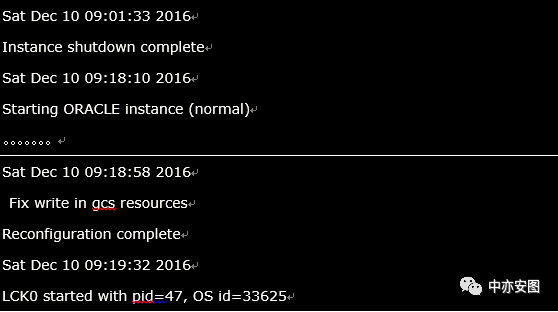 Sat Dec 10 09:01:33 2016
Instance shutdown complete
Sat Dec 10 09:18:10 2016
Starting ORACLE instance (normal)
。。。。。。。
Sat Dec 10 09:18:58 2016
Fix write in gcs resources
Reconfiguration complete
Sat Dec 10 09:19:32 2016
LCK0 started with pid=47, OS id=33625
中亦安图